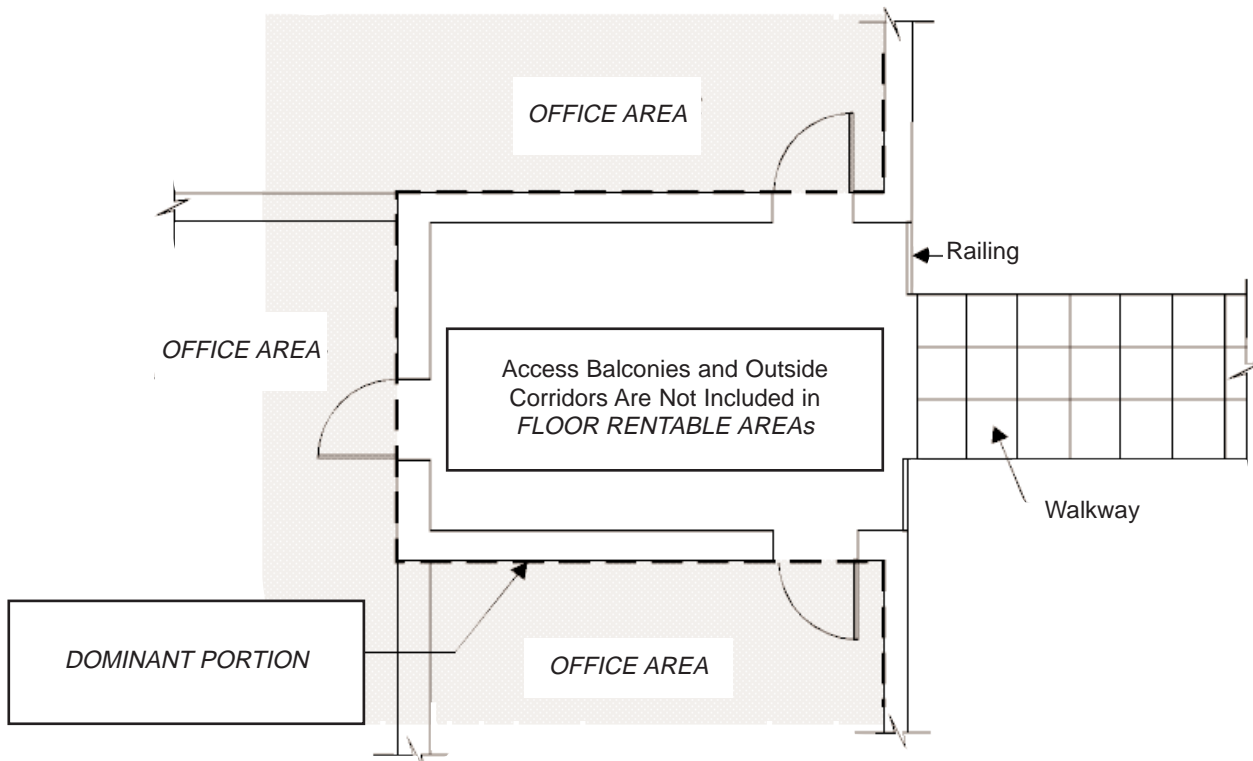 OFFICE AREA
Railing
OFFICE AREA
Access Balconies and Outside
Corridors Are Not Included in
FLOOR RENTABLE AREAs
Walkway
DOMINANT PORTION
OFFICE AREA